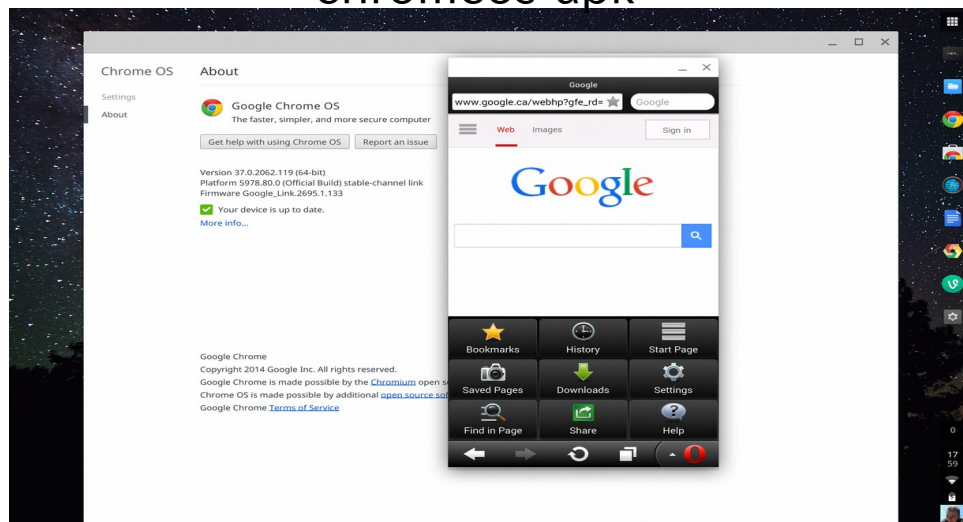 chromeos-apk
Chrome OS
Settings
About
About
Google Chrome OS
The faster, simpler, and more secure computer
Get help with using Chrome OS
Report an issue
Version 37.0.2062.119 (64-bit)
Platform 5978.80.0 (Official Build) stable-channel link
Firmware Google_Link.2695.1.133
Your device is up to date.
More info...
Google Chrome
Copyright 2014 Google Inc. All rights reserved.
Google Chrome is made possible by the Chromium open s
Chrome OS is made possible by additional open source sof
Google Chrome Terms of Service
Google
www.google.ca/webhp?gfe_rd= Google
Web Images Sign in
Google
Bookmarks History Start Page
Saved Pages Downloads Settings
Find in Page Share Help
0
17
59